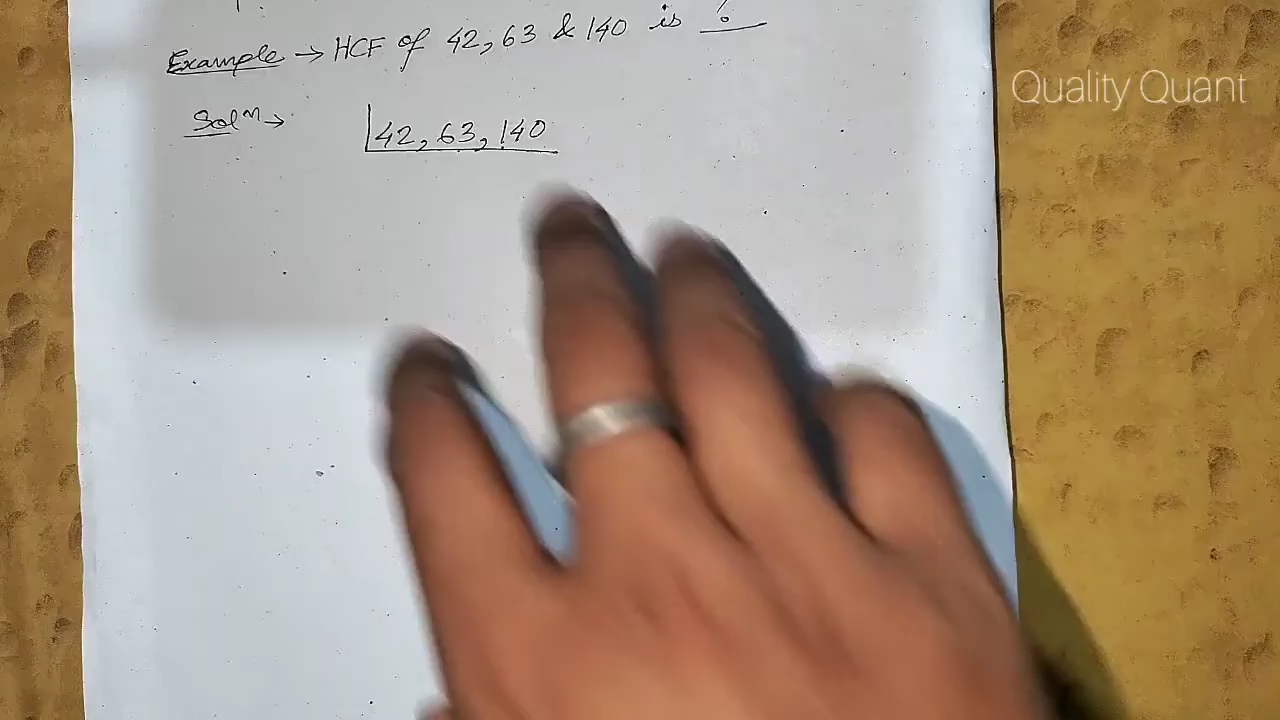 Example → HCF of 42, 63 & 140 is ?
Quality Quant
Solⁿ → 42, 63, 140